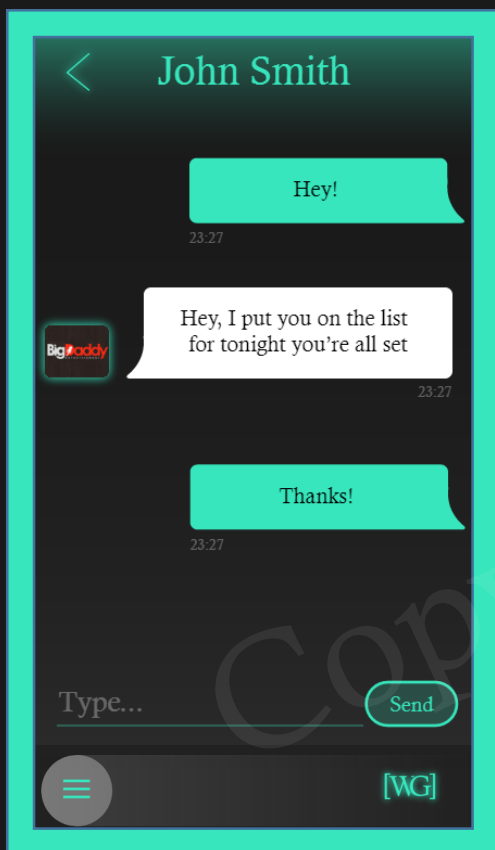 John Smith
Hey!
23:27
Hey, I put you on the list
for tonight you're all set
BigDaddy
23:27
Thanks!
23:27
Type...
Send
[WG]